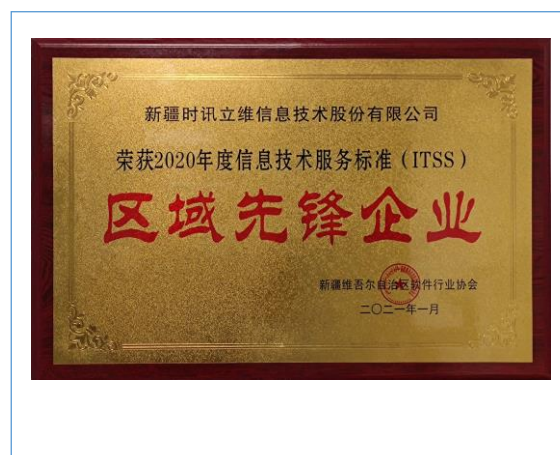 新疆时讯立维信息技术股份有限公司
荣获2020年度信息技术服务标准（ITSS）
区域先锋企业
新疆维吾尔自治区软件行业协会
二〇二一年一月